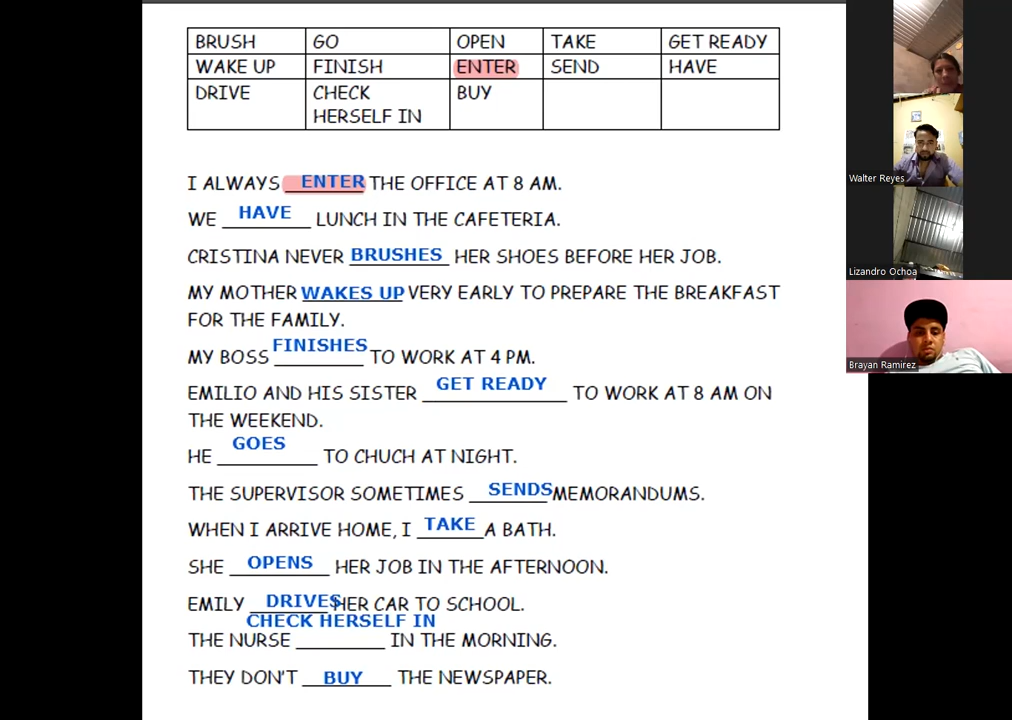 BRUSH GO OPEN TAKE GET READY
WAKE UP FINISH ENTER SEND HAVE
DRIVE CHECK HERSELF IN BUY
I ALWAYS ENTER THE OFFICE AT 8 AM.
WE HAVE LUNCH IN THE CAFETERIA.
CRISTINA NEVER BRUSHES HER SHOES BEFORE HER JOB.
MY MOTHER WAKES UP VERY EARLY TO PREPARE THE BREAKFAST
FOR THE FAMILY.
MY BOSS FINISHES TO WORK AT 4 PM.
EMILIO AND HIS SISTER GET READY TO WORK AT 8 AM ON
THE WEEKEND.
HE GOES TO CHUCH AT NIGHT.
THE SUPERVISOR SOMETIMES SENDS MEMORANDUMS.
WHEN I ARRIVE HOME, I TAKE A BATH.
SHE OPENS HER JOB IN THE AFTERNOON.
EMILY DRIVES HER CAR TO SCHOOL.
THE NURSE CHECK HERSELF IN IN THE MORNING.
THEY DON'T BUY THE NEWSPAPER.
Walter Reyes
Lizandro Ochoa
Brayan Ramirez